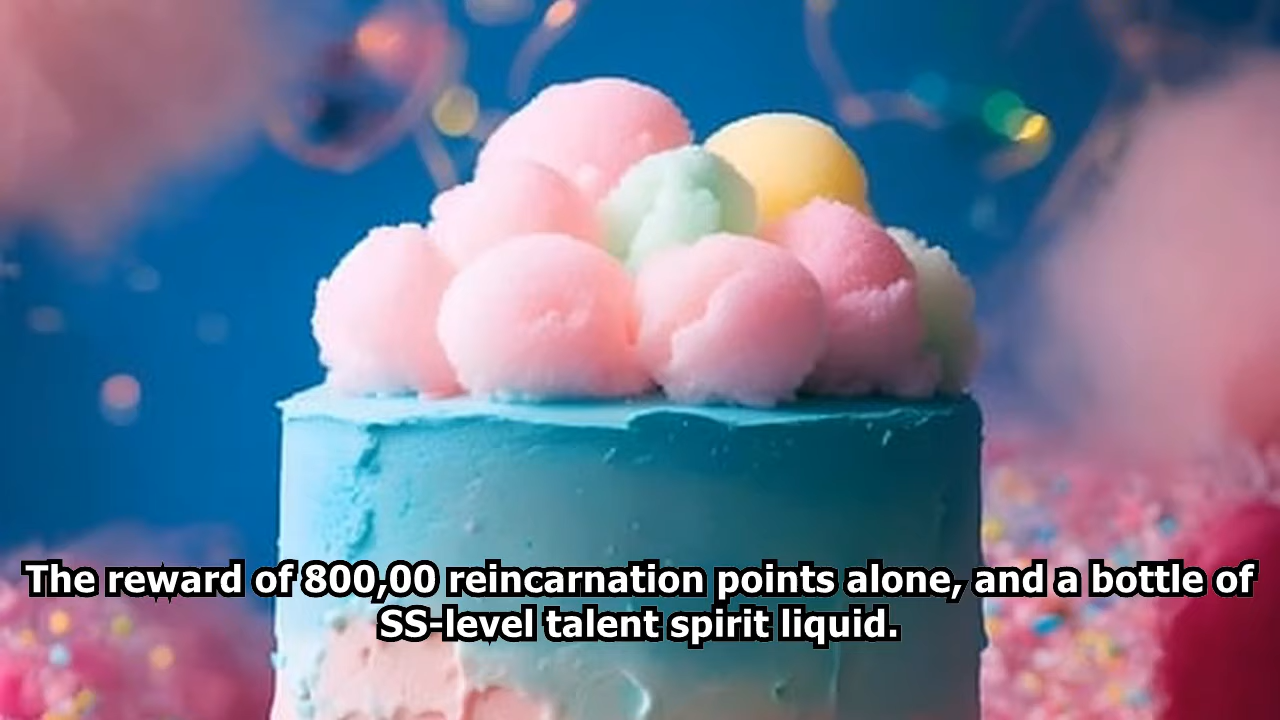 The reward of 800,00 reincarnation points alone, and a bottle of
SS-level talent spirit liquid.